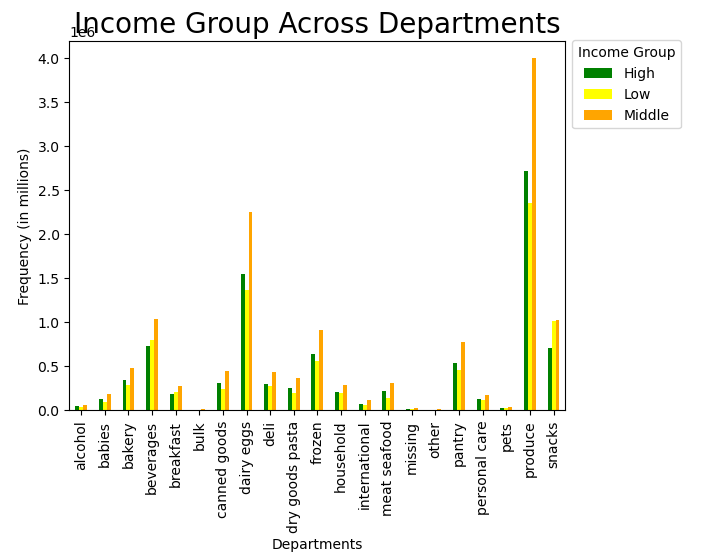 Income Group Across Departments
1e6
Income Group
High
Low
Middle
4.0
3.5
3.0
2.5
2.0
1.5
1.0
0.5
0.0
Frequency (in millions)
alcohol
babies
bakery
beverages
breakfast
bulk
canned goods
dairy eggs
deli
dry goods pasta
frozen
household
international
meat seafood
missing
other
pantry
personal care
pets
produce
snacks
Departments